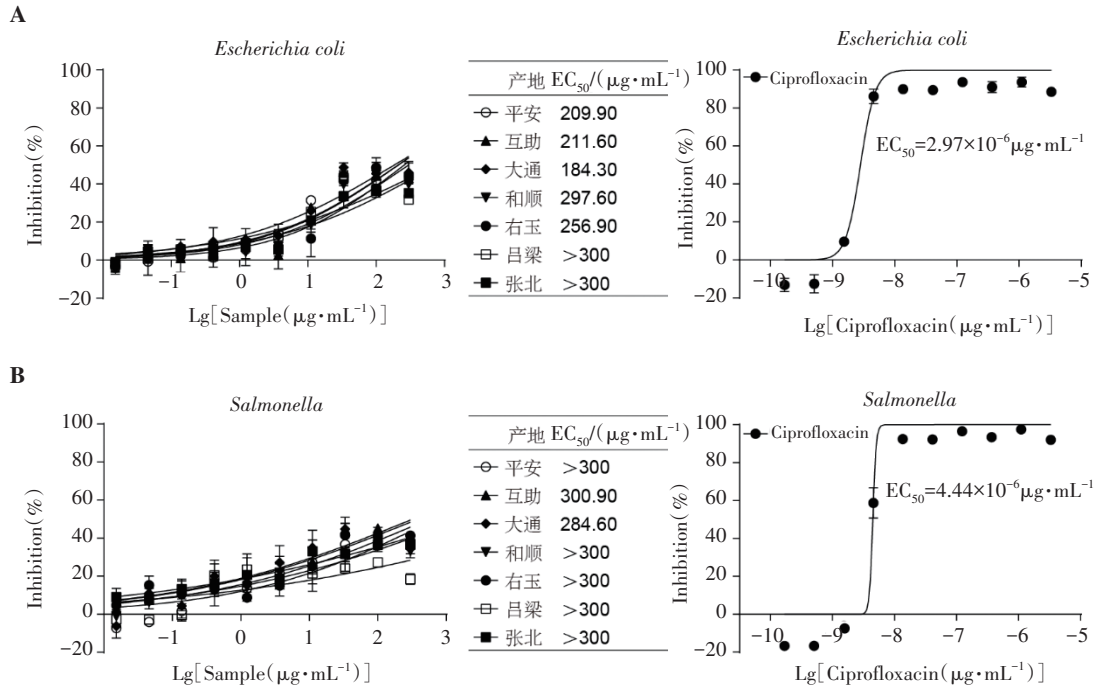 A
Escherichia coli
100
80
60
40
20
0
−20
−1
0
1
2
3
Inhibition(%)
Lg[Sample(μg·mL⁻¹)]
产地 EC₅₀/(μg·mL⁻¹)
平安 209.90
互助 211.60
大通 184.30
和顺 297.60
右玉 256.90
吕梁 >300
张北 >300
Escherichia coli
100
80
60
40
20
0
−20
−10
−9
−8
−7
−6
−5
Inhibition(%)
Ciprofloxacin
EC₅₀=2.97×10⁻⁶μg·mL⁻¹
Lg[Ciprofloxacin(μg·mL⁻¹)]
B
Salmonella
100
80
60
40
20
0
−20
−1
0
1
2
3
Inhibition(%)
Lg[Sample(μg·mL⁻¹)]
产地 EC₅₀/(μg·mL⁻¹)
平安 >300
互助 300.90
大通 284.60
和顺 >300
右玉 >300
吕梁 >300
张北 >300
Salmonella
100
80
60
40
20
0
−20
−10
−9
−8
−7
−6
−5
Inhibition(%)
Ciprofloxacin
EC₅₀=4.44×10⁻⁶μg·mL⁻¹
Lg[Ciprofloxacin(μg·mL⁻¹)]